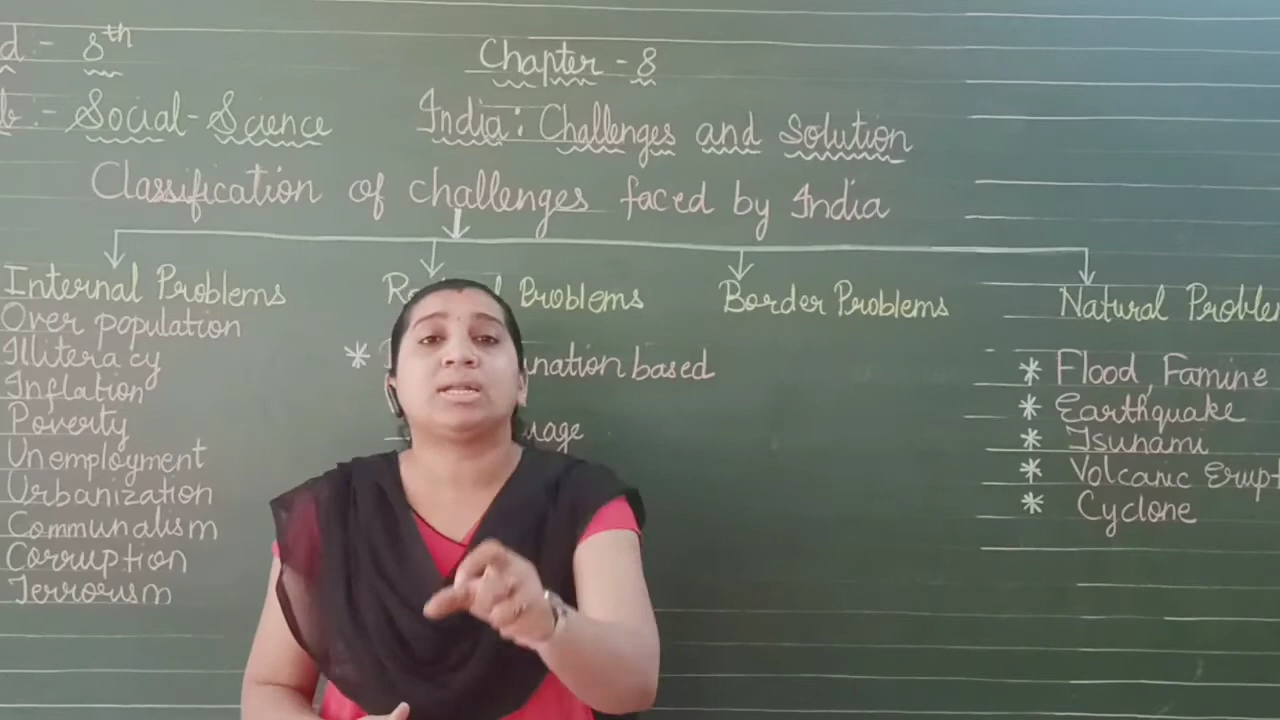 d:- 8th
Chapter - 8
b:- Social-Science
India: Challenges and Solution
Classification of challenges faced by India
Internal Problems
Over population
Illiteracy
Inflation
Poverty
Unemployment
Urbanization
Communalism
Corruption
Terrorism
Problems
* based
Border Problems
Natural Problem
* Flood, Famine
* Earthquake
* Tsunami
* Volcanic Erupt
* Cyclone